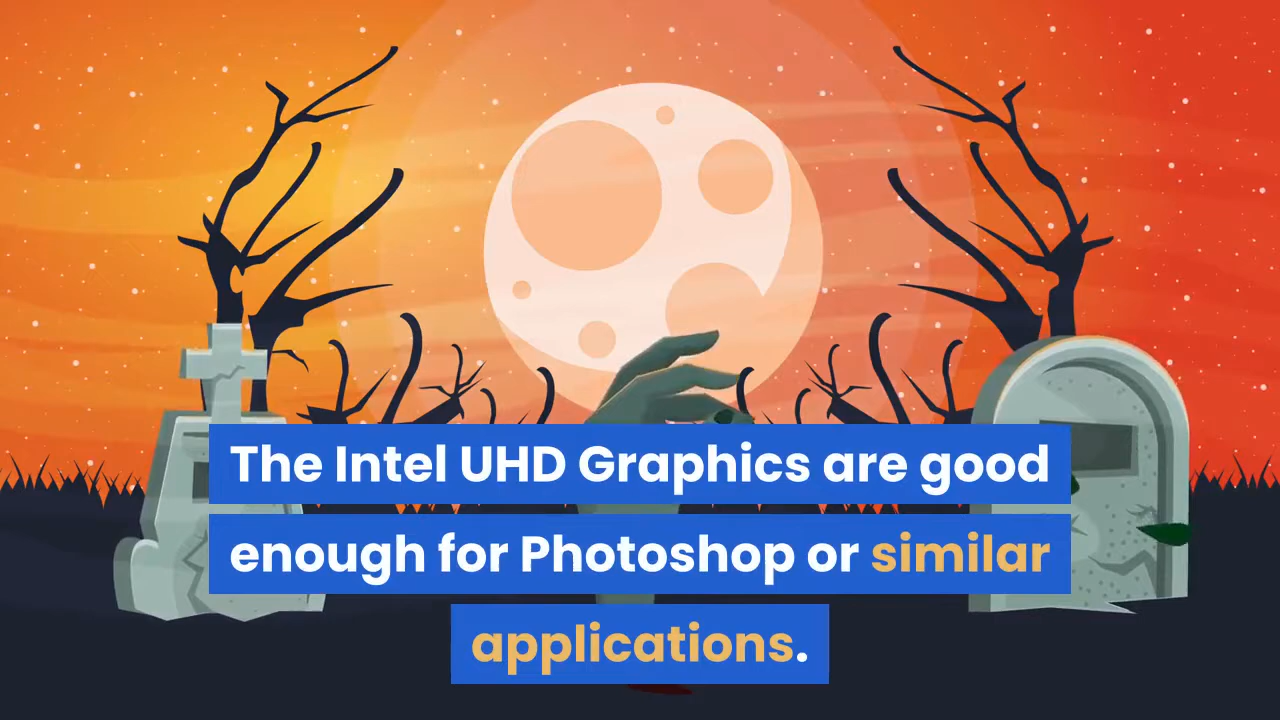 The Intel UHD Graphics are good
enough for Photoshop or similar
applications.